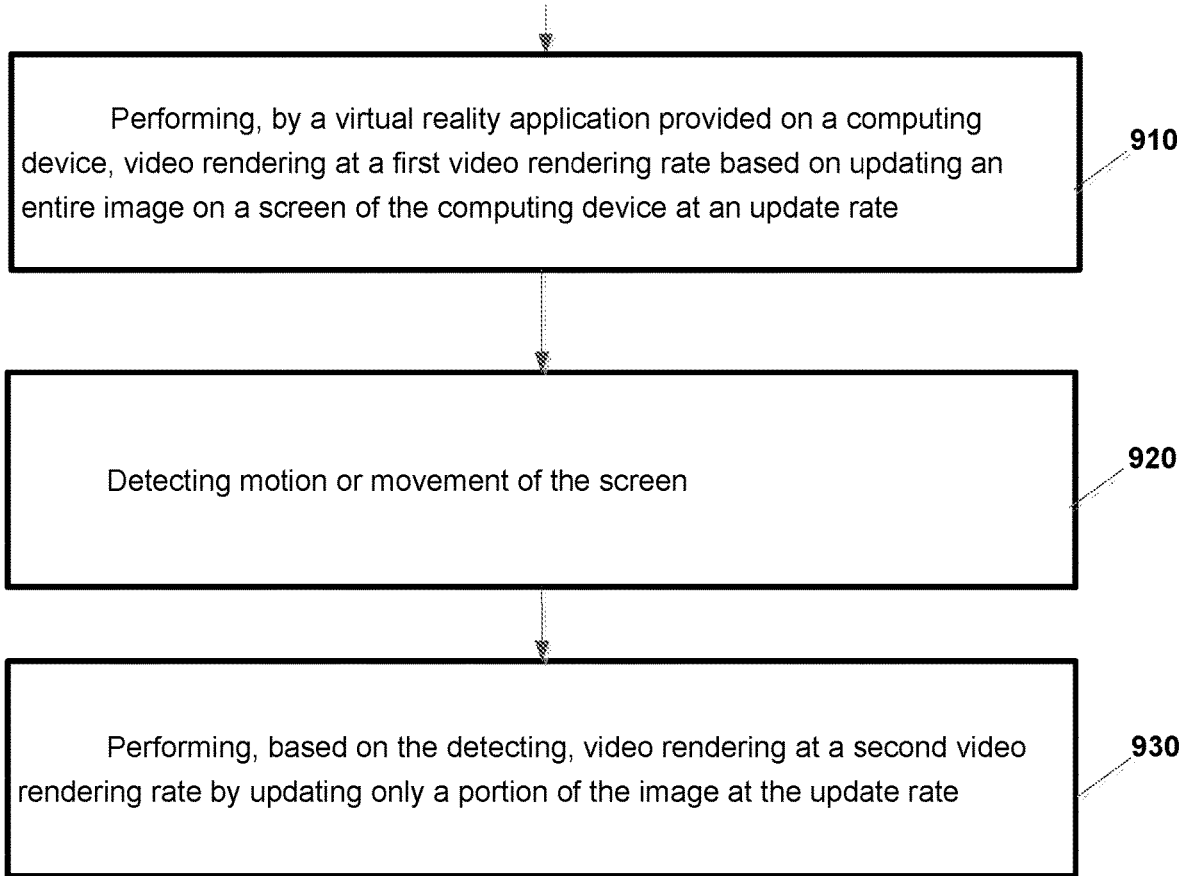 Performing, by a virtual reality application provided on a computing
device, video rendering at a first video rendering rate based on updating an
entire image on a screen of the computing device at an update rate
910
Detecting motion or movement of the screen
920
Performing, based on the detecting, video rendering at a second video
rendering rate by updating only a portion of the image at the update rate
930